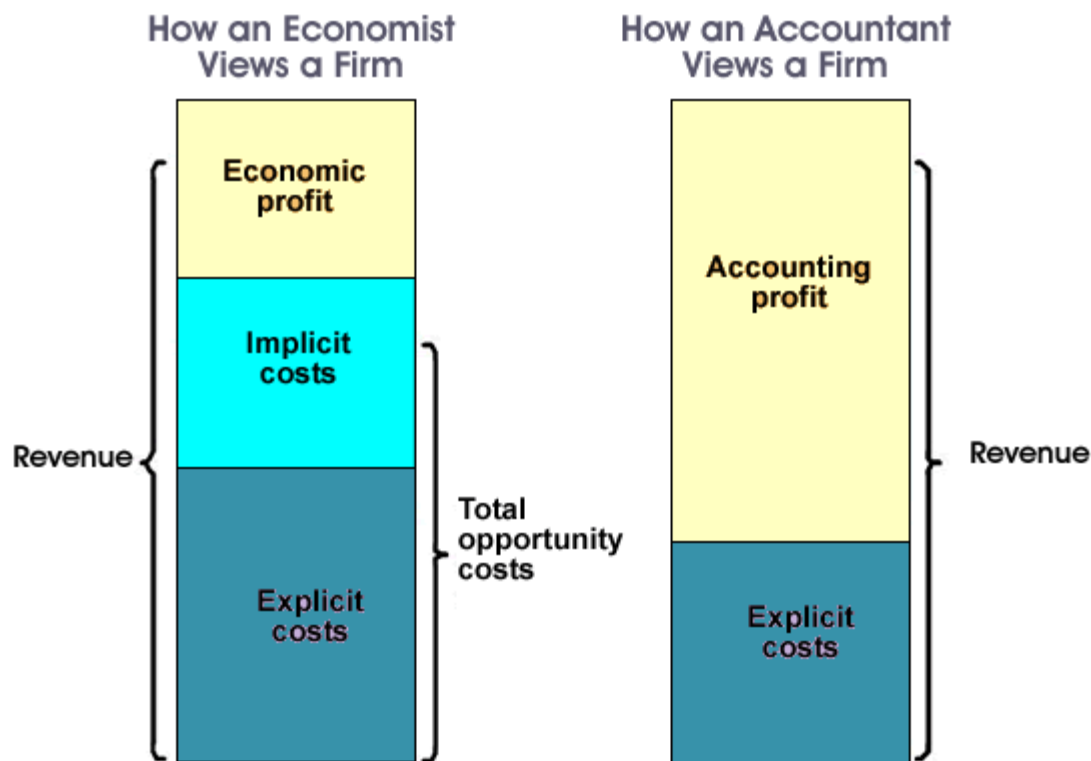 How an Economist
Views a Firm
How an Accountant
Views a Firm
Economic
profit
Implicit
costs
Revenue
Total
opportunity
costs
Explicit
costs
Accounting
profit
Revenue
Explicit
costs